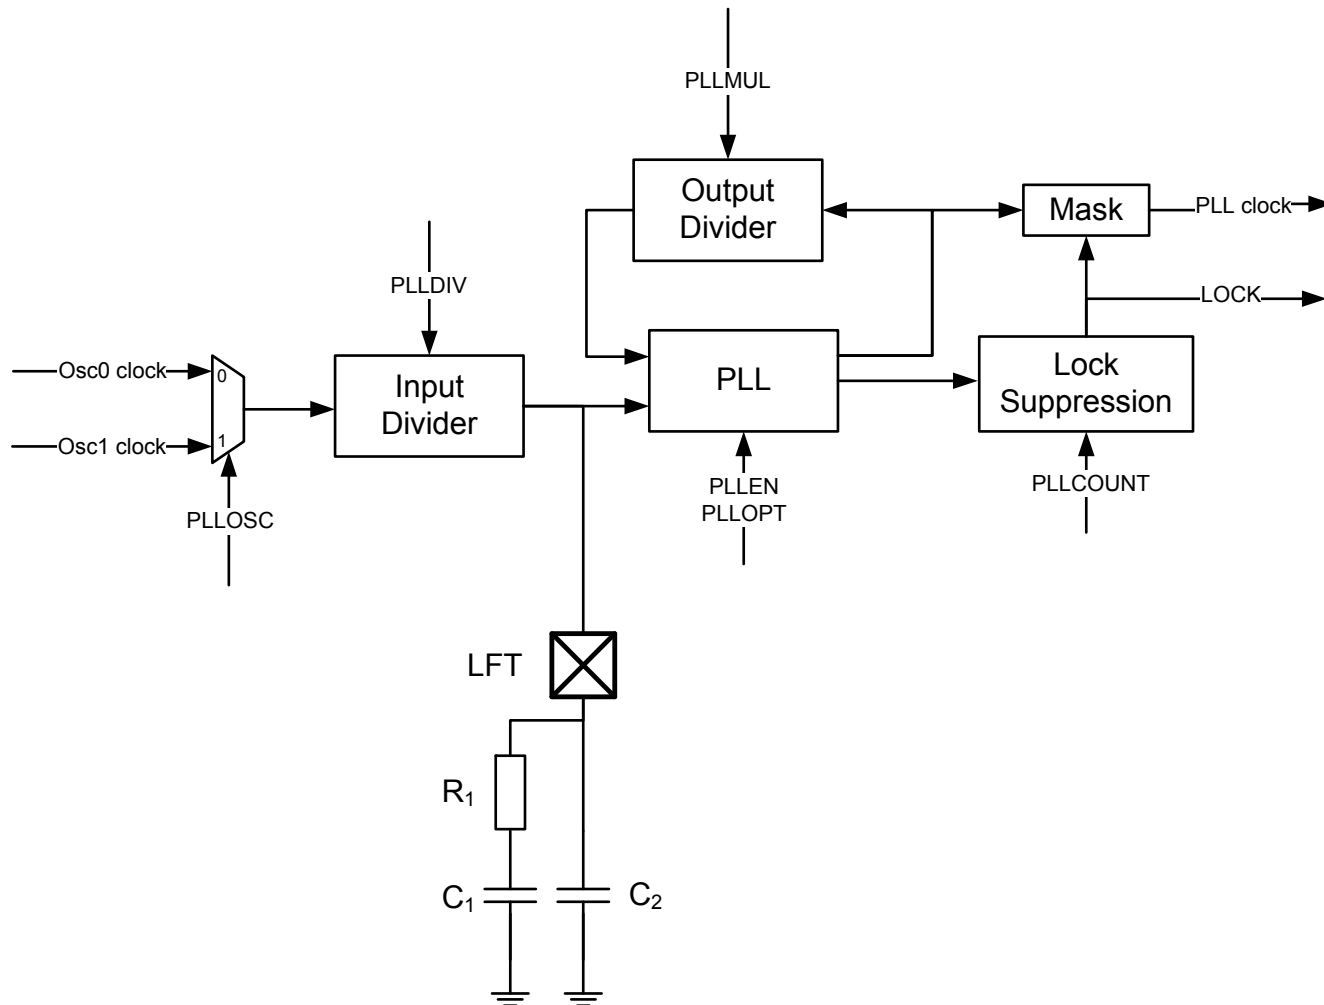 PLLMUL
Output
Divider
Mask
PLL clock
PLLDIV
LOCK
Osc0 clock
0
Input
Divider
PLL
Lock
Suppression
Osc1 clock
1
PLLOSC
PLLEN
PLLOPT
PLLCOUNT
LFT
R₁
C₁
C₂